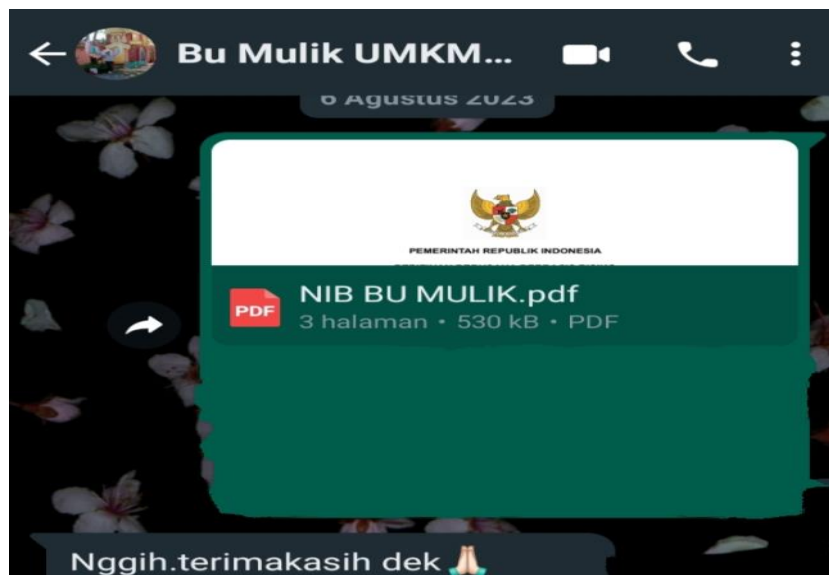 Bu Mulik UMKM...
6 Agustus 2023
PEMERINTAH REPUBLIK INDONESIA
NIB BU MULIK.pdf
PDF
3 halaman • 530 kB • PDF
Nggih.terimakasih dek 🙏🏻